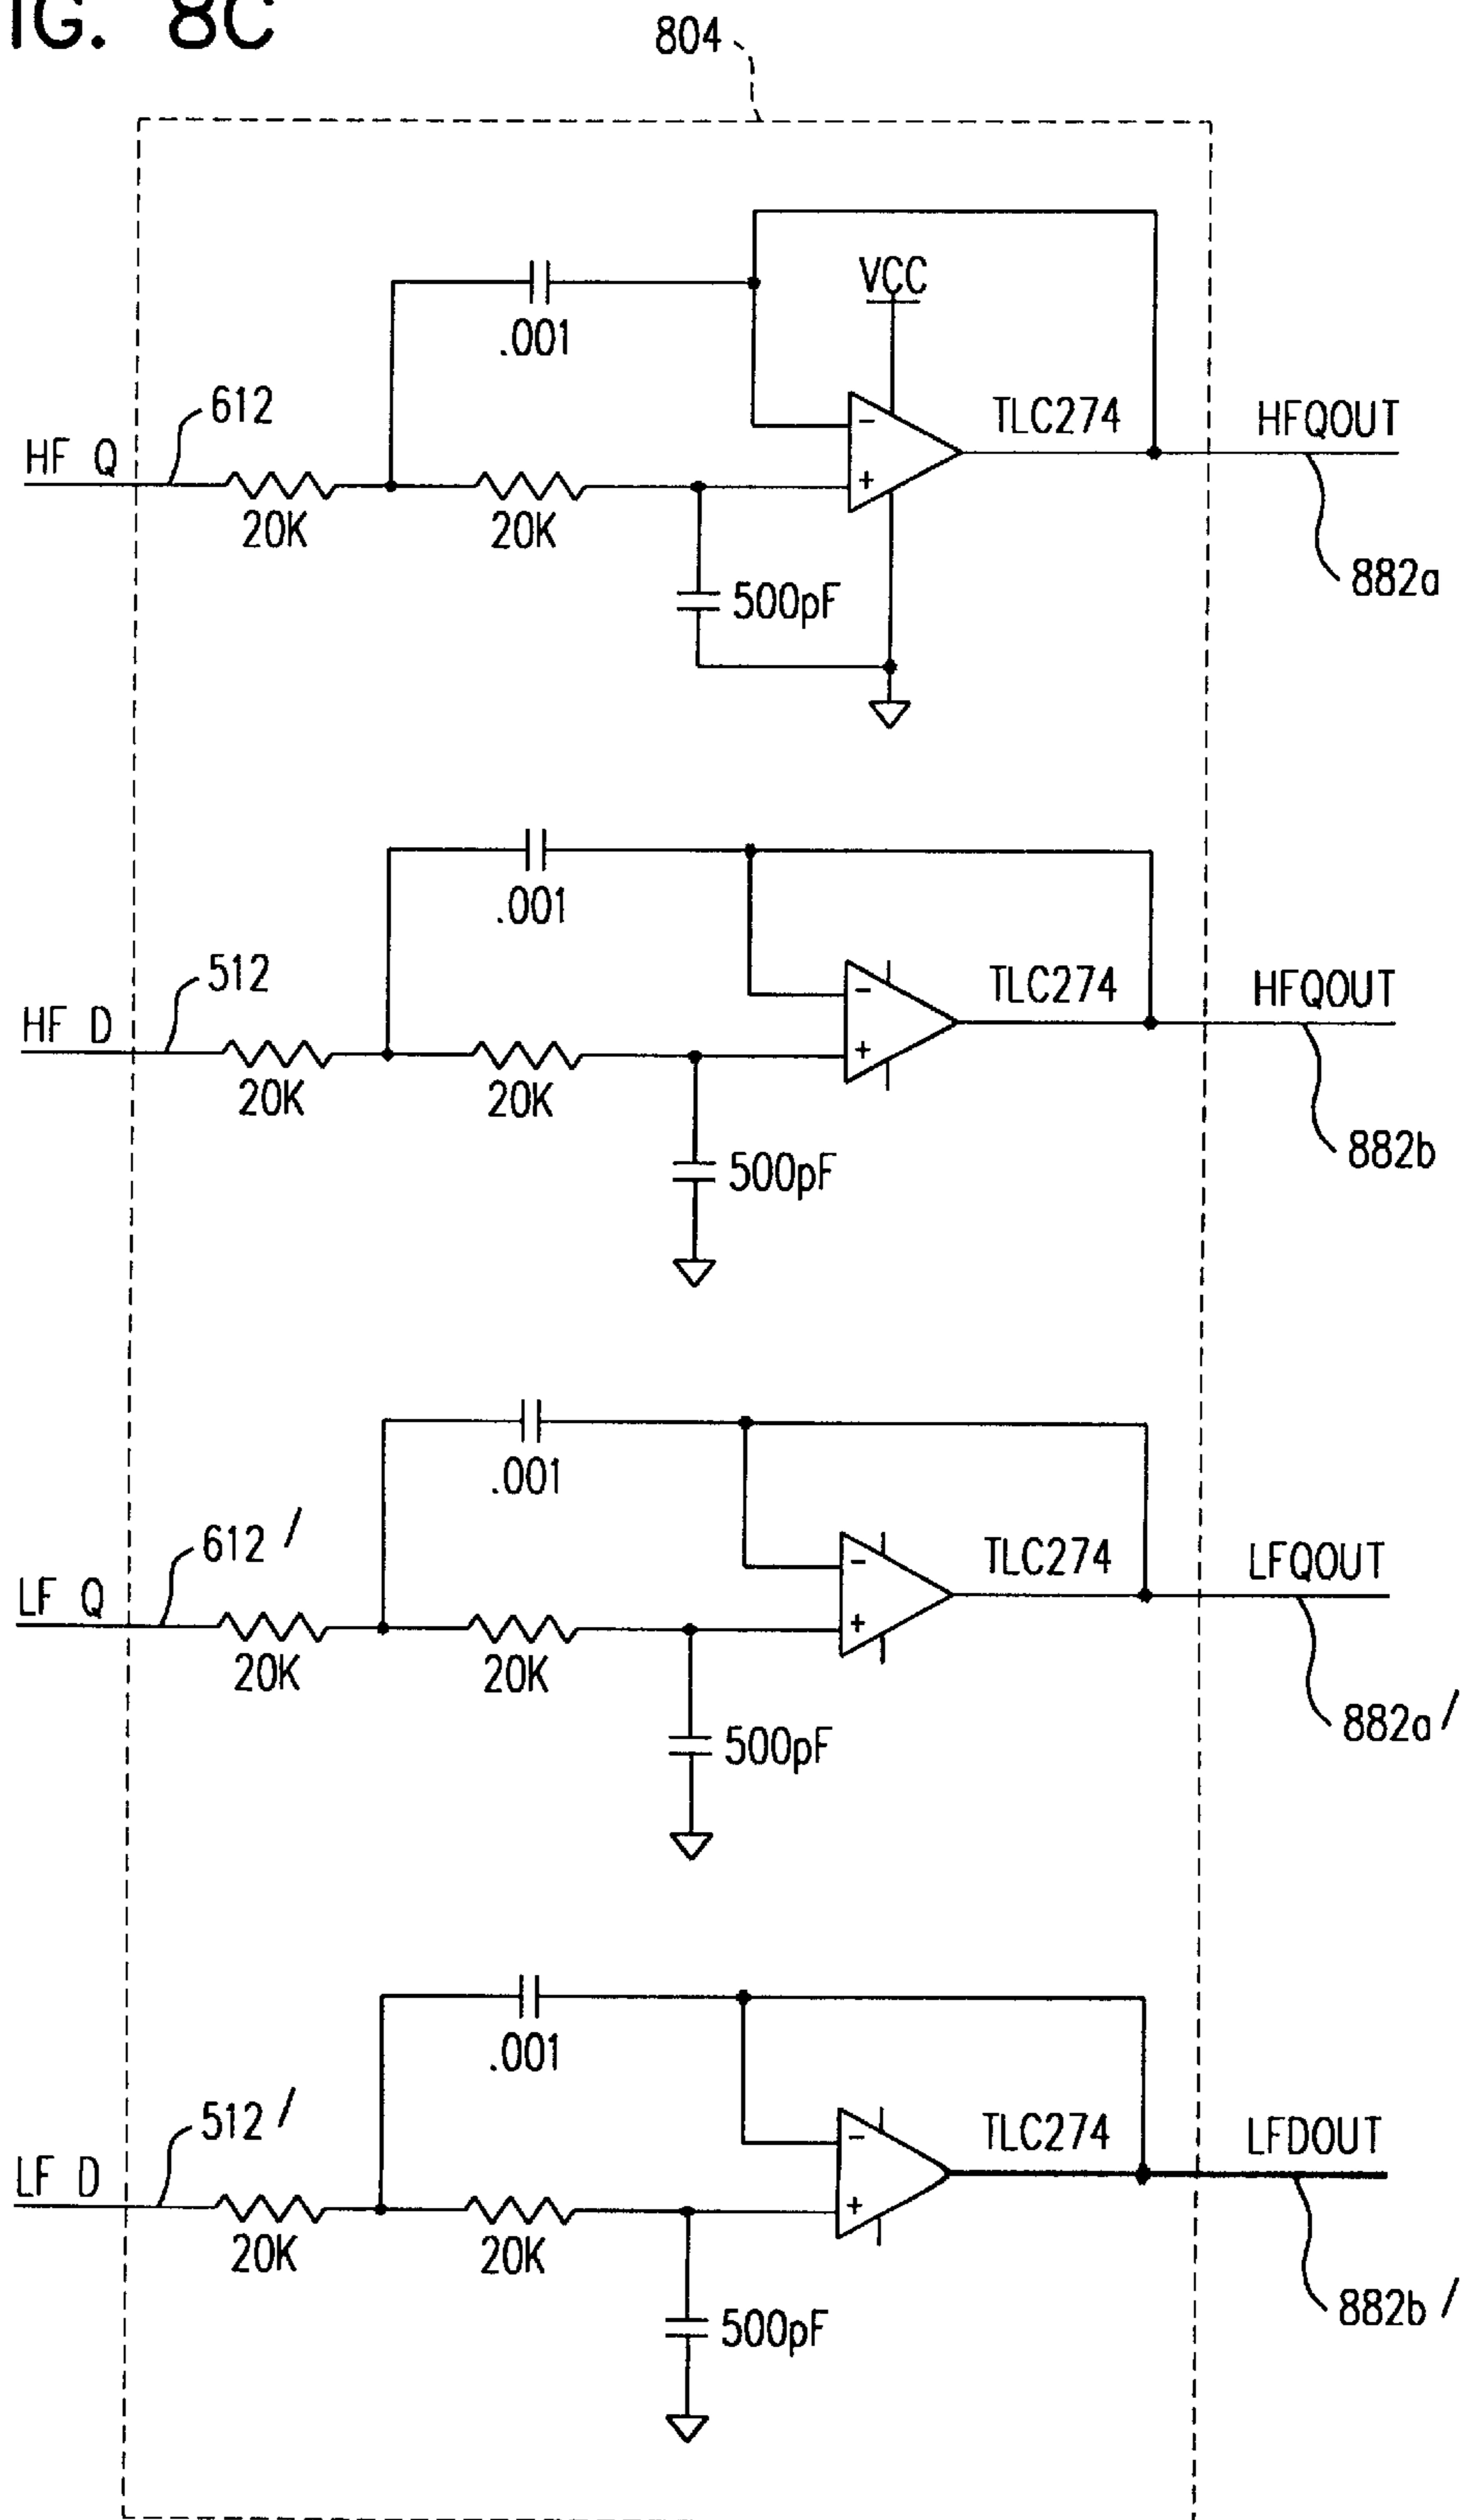 IG. 8C
804
VCC
.001
612
TLC274
HFQOUT
HF Q
20K
20K
882a
500pF
.001
512
TLC274
HFQOUT
HF D
20K
20K
882b
500pF
.001
612 /
TLC274
LFQOUT
LF Q
20K
20K
882a /
500pF
.001
512 /
TLC274
LFDOUT
LF D
20K
20K
882b /
500pF